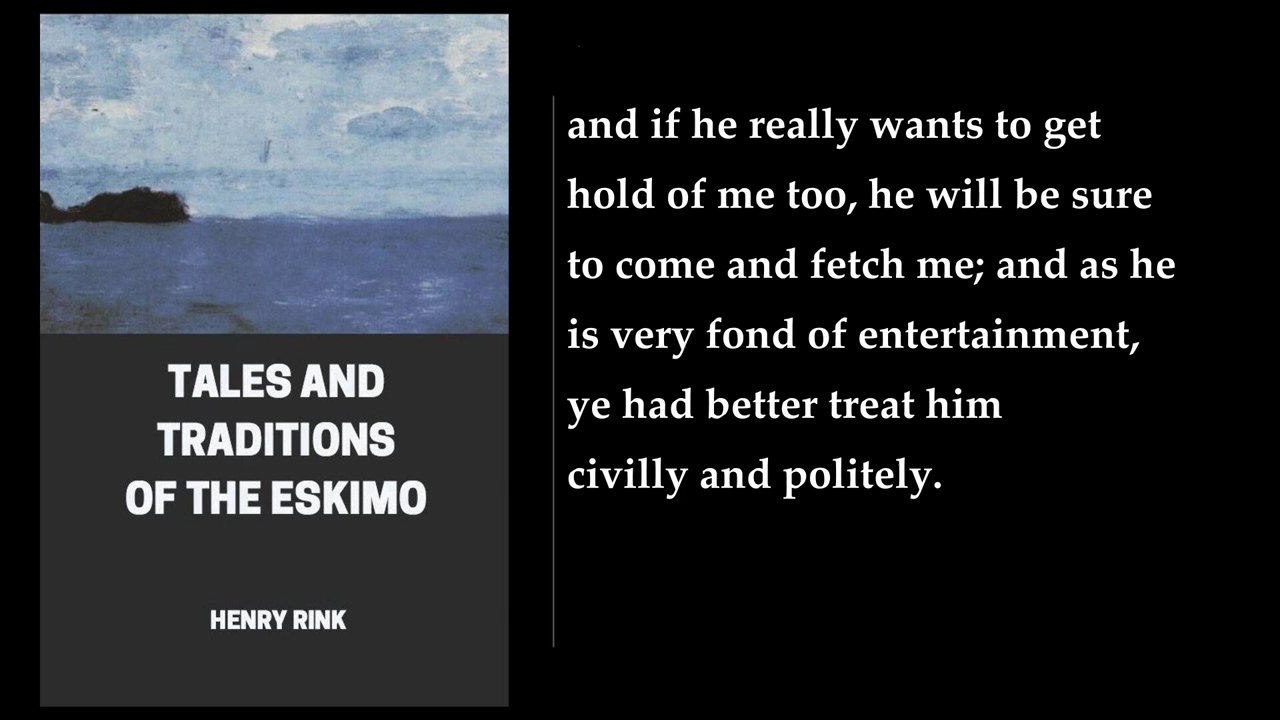 TALES AND
TRADITIONS
OF THE ESKIMO
HENRY RINK
and if he really wants to get
hold of me too, he will be sure
to come and fetch me; and as he
is very fond of entertainment,
ye had better treat him
civilly and politely.